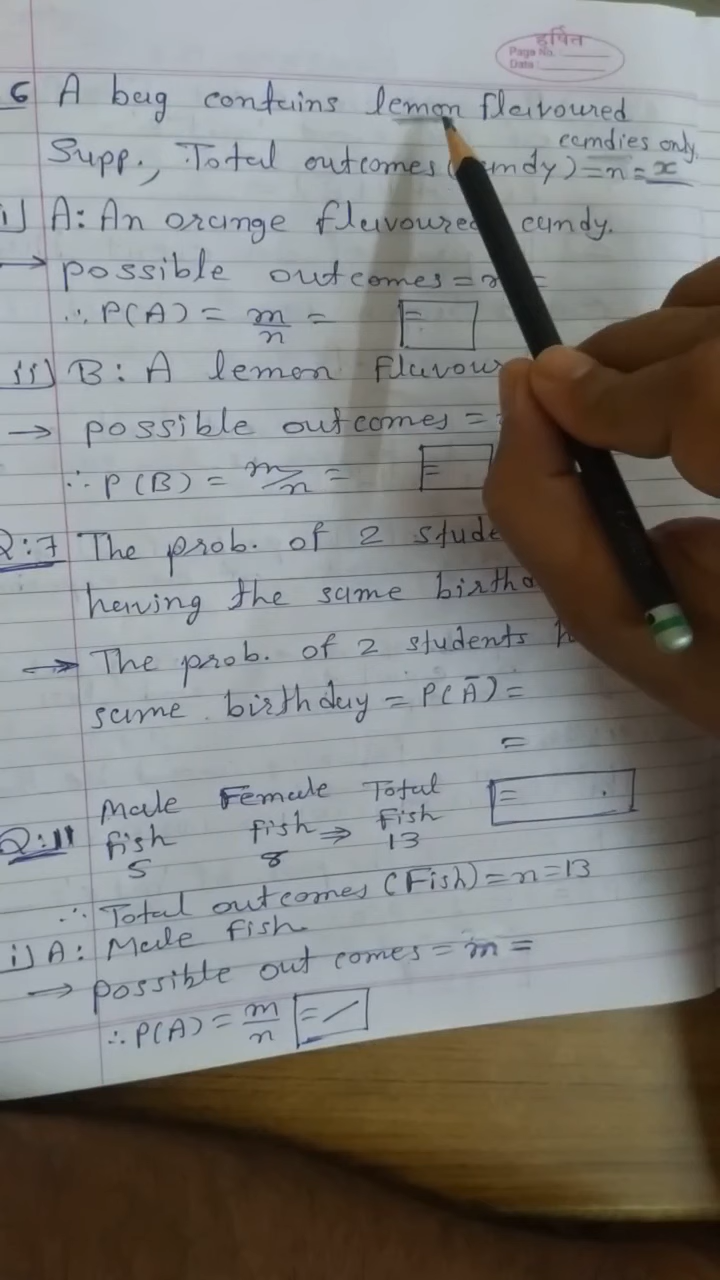 हर्षित
Page No.
Date
6 A bag contains lemon flavoured
candies only.
Supp., Total outcomes (candy) = n = x
i) A: An orange flavoured candy.
→ possible outcomes =
∴ P(A) = m/n = =
ii) B: A lemon flavour
→ possible outcomes =
∴ P(B) = m/n = =
Q:7 The prob. of 2 stude
having the same birthd
→ The prob. of 2 students
same birthday = P(Ā) =
=
=
Male Female Total
Q:11 fish fish ⇒ fish
5 8 13
∴ Total outcomes (Fish) = n = 13
i) A: Male fish
→ possible out comes = m =
∴ P(A) = m/n =